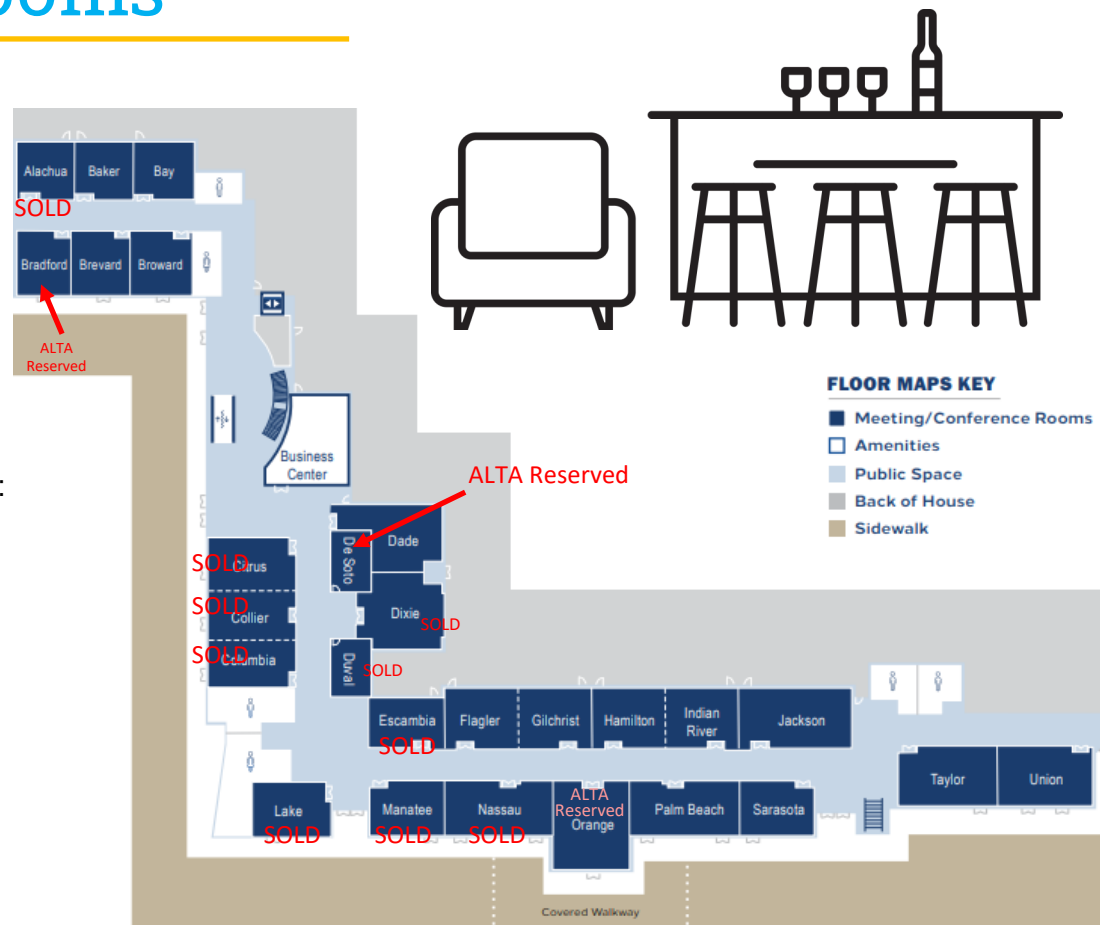 ooms
Alachua
Baker
Bay
SOLD
Bradford
Brevard
Broward
ALTA
Reserved
FLOOR MAPS KEY
Meeting/Conference Rooms
Amenities
Public Space
Back of House
Sidewalk
Business
Center
:
ALTA Reserved
Dade
De Soto
SOLD
Citrus
SOLD
Collier
SOLD
Columbia
Dixie
SOLD
Duval
SOLD
Escambia
SOLD
Flagler
Gilchrist
Hamilton
Indian
River
Jackson
Taylor
Union
Lake
SOLD
Manatee
SOLD
Nassau
SOLD
ALTA
Reserved
Orange
Palm Beach
Sarasota
Covered Walkway